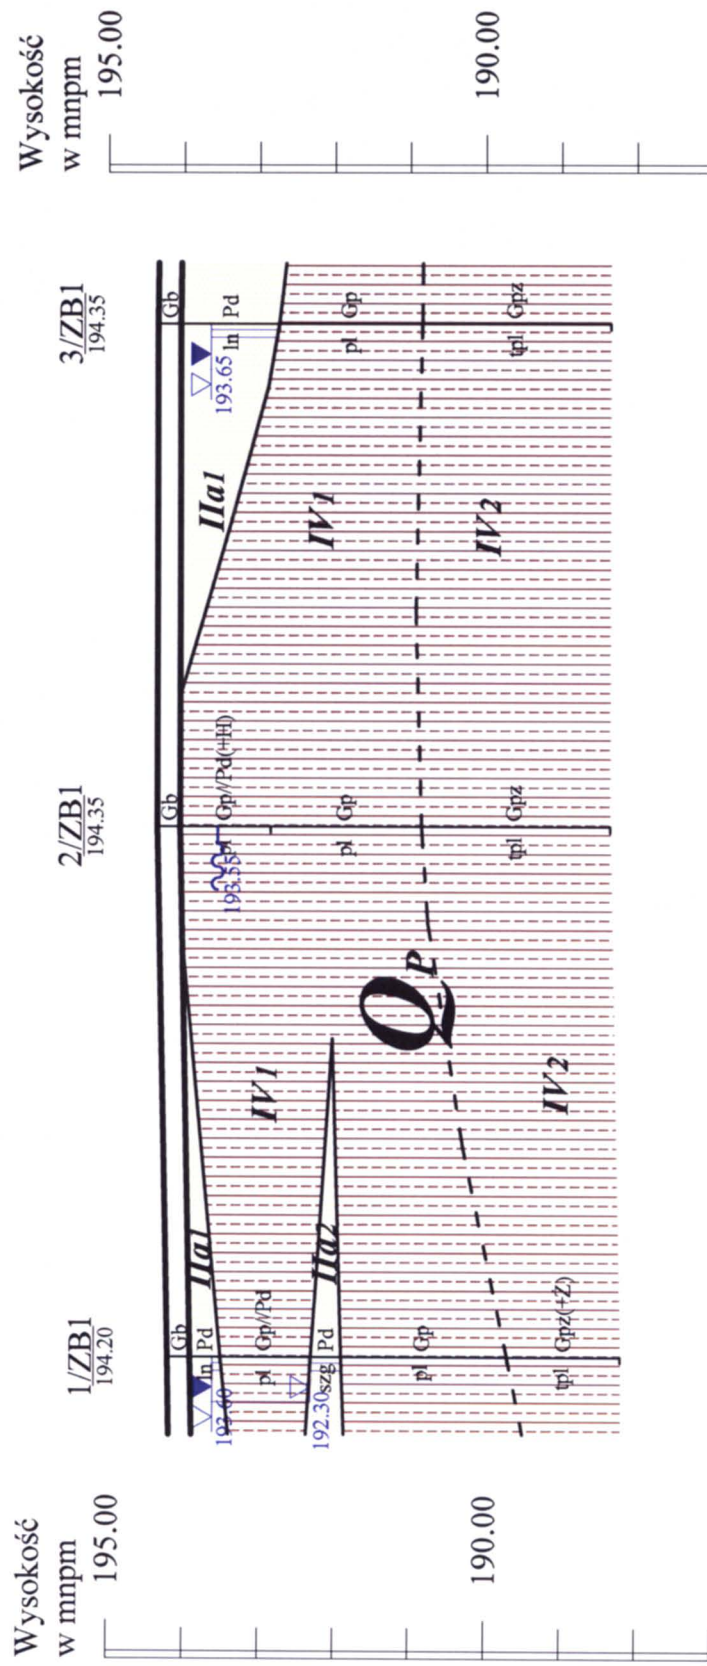 Wysokość
w mnpm
195.00
190.00
1/ZB1
194.20
Gb
Pd
ln
193.60
IIa1
pl
Gp//Pd
IV1
192.30
szg
Pd
IIa2
pl
Gp
tpl
Gpz(+Ż)
IV2
Qp
2/ZB1
194.35
Gb
pl
Gp//Pd(+H)
193.55
pl
Gp
tpl
Gpz
3/ZB1
194.35
Gb
ln
Pd
193.65
IIa1
pl
Gp
IV1
tpl
Gpz
IV2
Wysokość
w mnpm
195.00
190.00